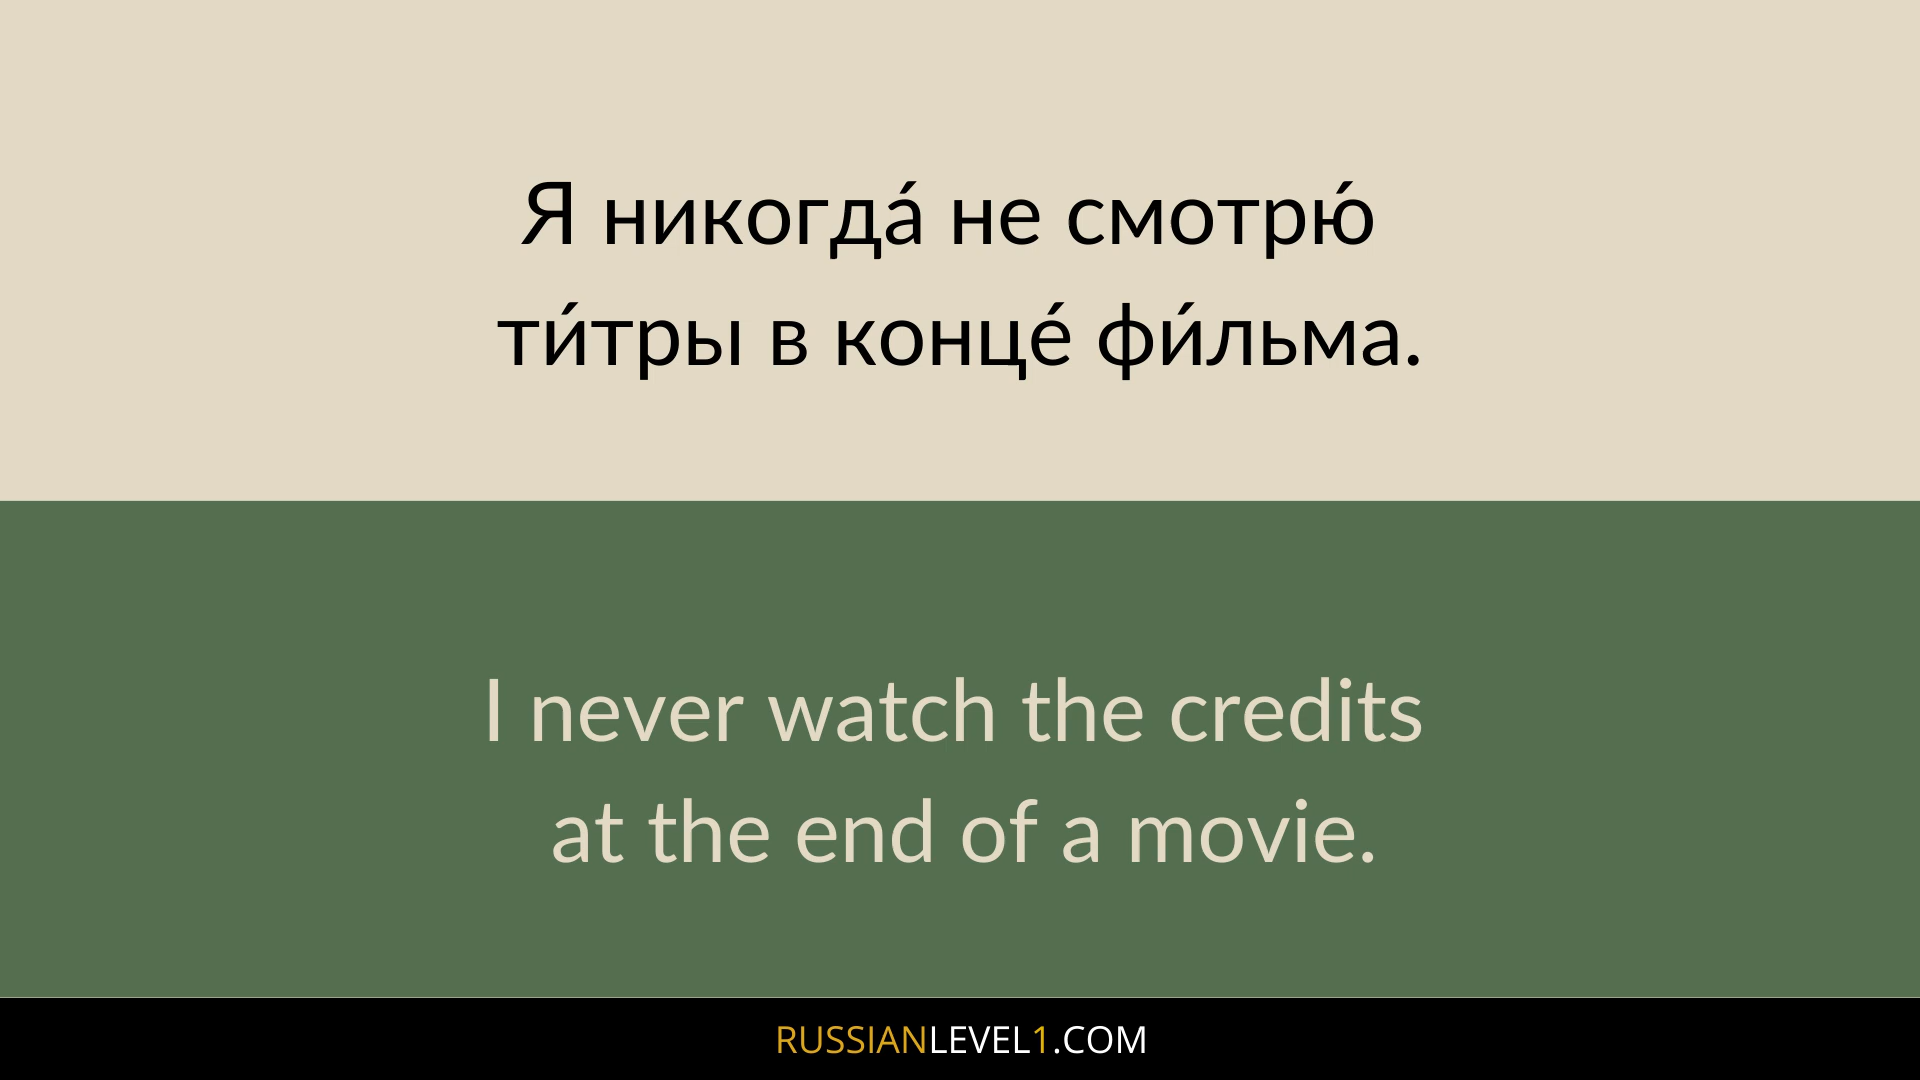 Я никогда́ не смотрю́
ти́тры в конце́ фи́льма.
I never watch the credits
at the end of a movie.
RUSSIANLEVEL1.COM